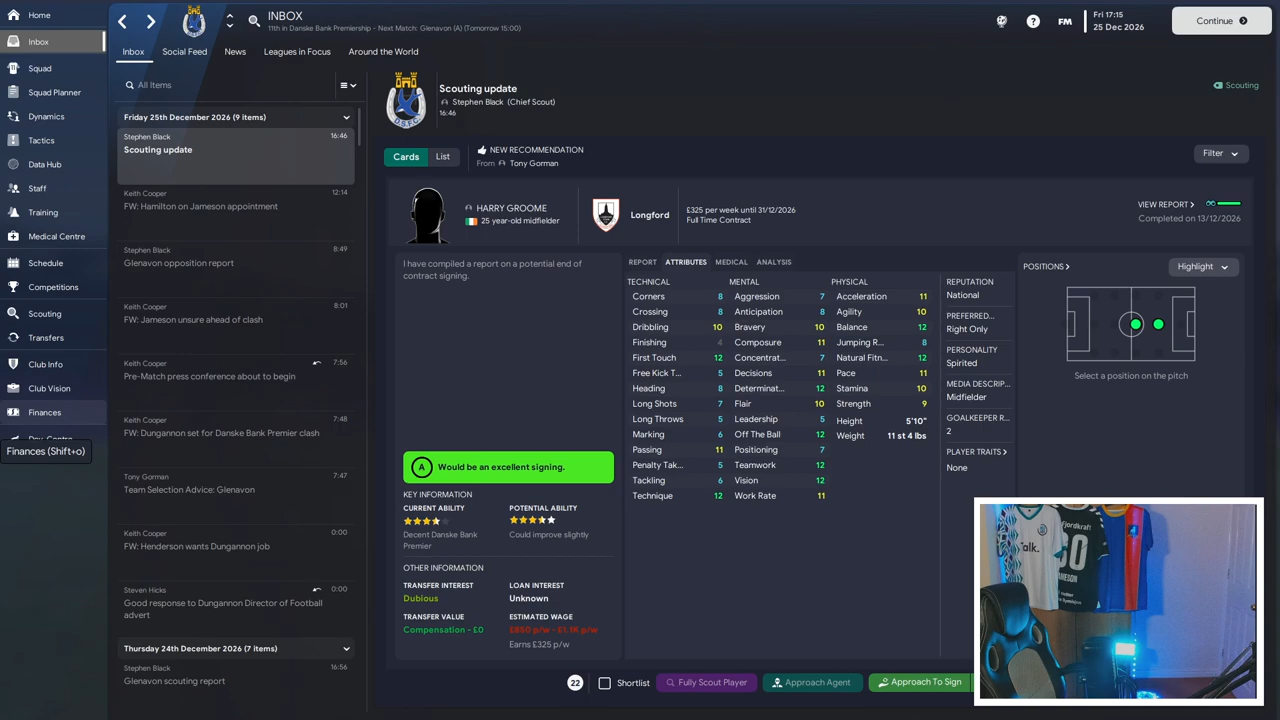 Home
Inbox
Squad
Squad Planner
Dynamics
Tactics
Data Hub
Staff
Training
Medical Centre
Schedule
Competitions
Scouting
Transfers
Club Info
Club Vision
Finances
Finances (Shift+o)
INBOX
11th in Danske Bank Premiership - Next Match: Glenavon (A) (Tomorrow 15:00)
FM
Fri 17:15
25 Dec 2026
Continue
Inbox
Social Feed
News
Leagues in Focus
Around the World
All Items
Friday 25th December 2026 (9 items)
Stephen Black 16:46
Scouting update
Keith Cooper 12:14
FW: Hamilton on Jameson appointment
Stephen Black 8:49
Glenavon opposition report
Keith Cooper 8:01
FW: Jameson unsure ahead of clash
Keith Cooper 7:56
Pre-Match press conference about to begin
Keith Cooper 7:48
FW: Dungannon set for Danske Bank Premier clash
Tony Gorman 7:47
Team Selection Advice: Glenavon
Keith Cooper 0:00
FW: Henderson wants Dungannon job
Steven Hicks 0:00
Good response to Dungannon Director of Football
advert
Thursday 24th December 2026 (7 items)
Stephen Black 16:56
Glenavon scouting report
D.S.F.C.
Scouting update
Stephen Black (Chief Scout)
16:46
Scouting
Cards
List
NEW RECOMMENDATION
From Tony Gorman
Filter
HARRY GROOME
25 year-old midfielder
Longford
£325 per week until 31/12/2026
Full Time Contract
VIEW REPORT >
Completed on 13/12/2026
I have compiled a report on a potential end of
contract signing.
A Would be an excellent signing.
KEY INFORMATION
CURRENT ABILITY
POTENTIAL ABILITY
Decent Danske Bank
Premier
Could improve slightly
OTHER INFORMATION
TRANSFER INTEREST
Dubious
LOAN INTEREST
Unknown
TRANSFER VALUE
Compensation - £0
ESTIMATED WAGE
Earns £325 p/w
REPORT
ATTRIBUTES
MEDICAL
ANALYSIS
TECHNICAL
Corners 8
Crossing 8
Dribbling 10
Finishing 4
First Touch 12
Free Kick T... 5
Heading 8
Long Shots 7
Long Throws 5
Marking 6
Passing 11
Penalty Tak... 5
Tackling 6
Technique 12
MENTAL
Aggression 7
Anticipation 8
Bravery 10
Composure 11
Concentrat... 7
Decisions 11
Determinat... 12
Flair 10
Leadership 5
Off The Ball 12
Positioning 7
Teamwork 12
Vision 12
Work Rate 11
PHYSICAL
Acceleration 11
Agility 10
Balance 12
Jumping R... 8
Natural Fitn... 12
Pace 11
Stamina 10
Strength 9
Height 5'10"
Weight 11 st 4 lbs
REPUTATION
National
PREFERRED...
Right Only
PERSONALITY
Spirited
MEDIA DESCRIP...
Midfielder
GOALKEEPER R...
2
PLAYER TRAITS >
None
POSITIONS >
Highlight
Select a position on the pitch
22
Shortlist
Fully Scout Player
Approach Agent
Approach To Sign
Talk.
fjordkraft
60